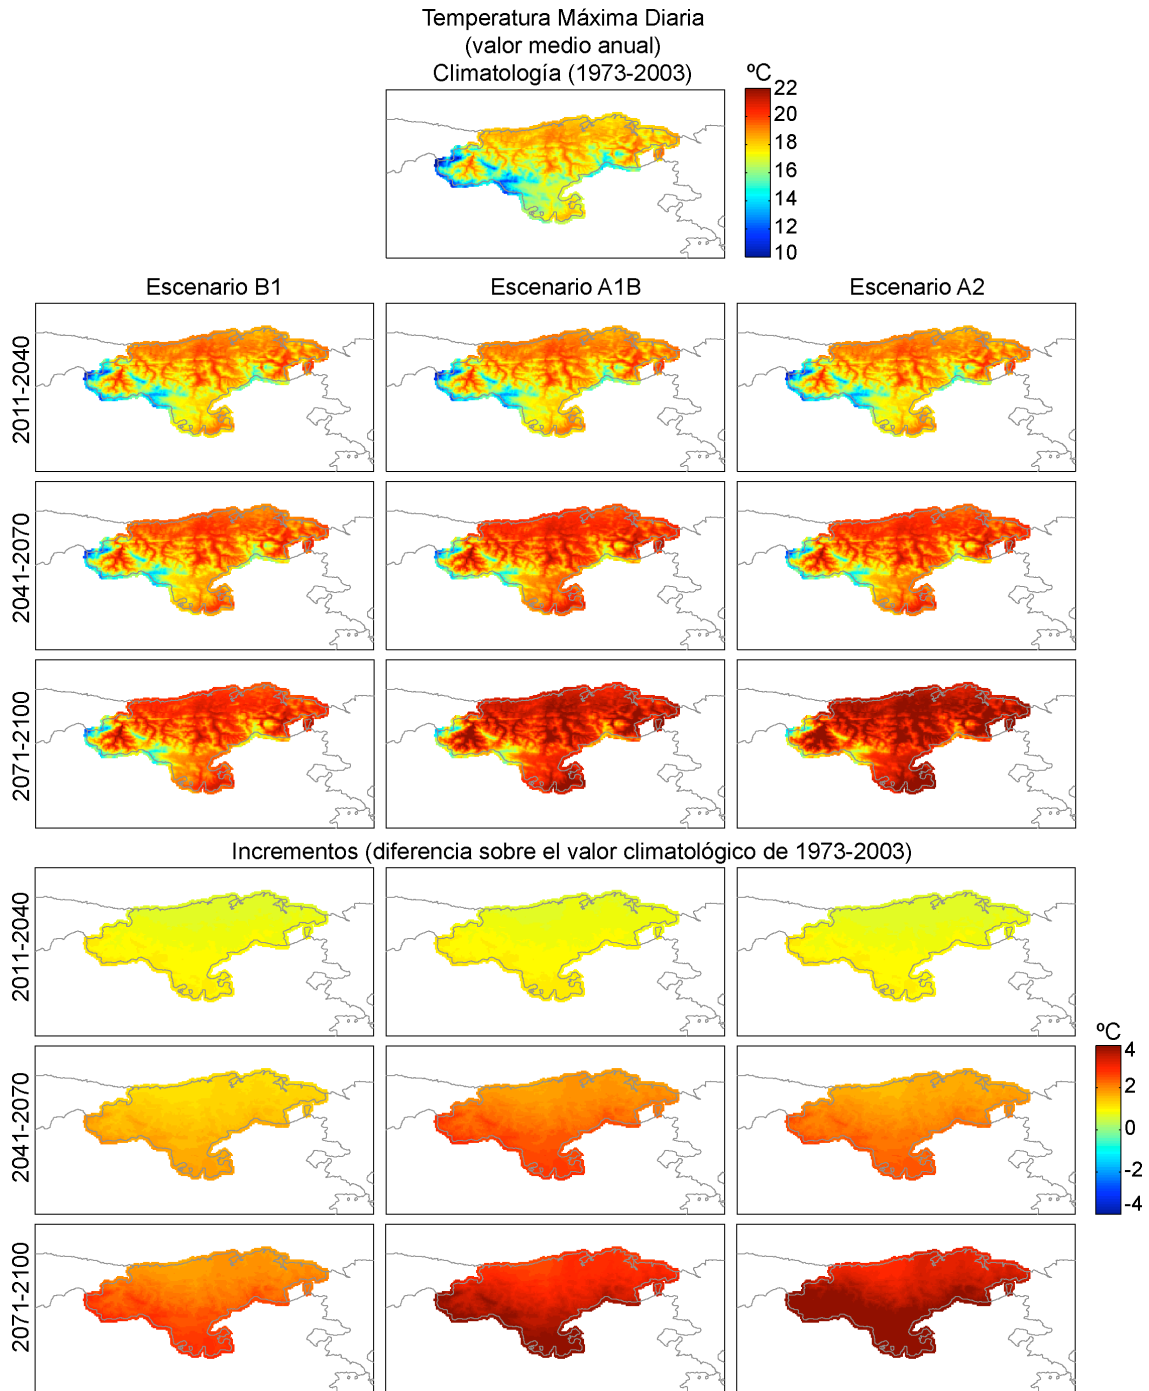 Temperatura Máxima Diaria
(valor medio anual)
Climatología (1973-2003)
ºC
22
20
18
16
14
12
10
Escenario B1
Escenario A1B
Escenario A2
2011-2040
2041-2070
2071-2100
Incrementos (diferencia sobre el valor climatológico de 1973-2003)
2011-2040
2041-2070
2071-2100
ºC
4
2
0
-2
-4